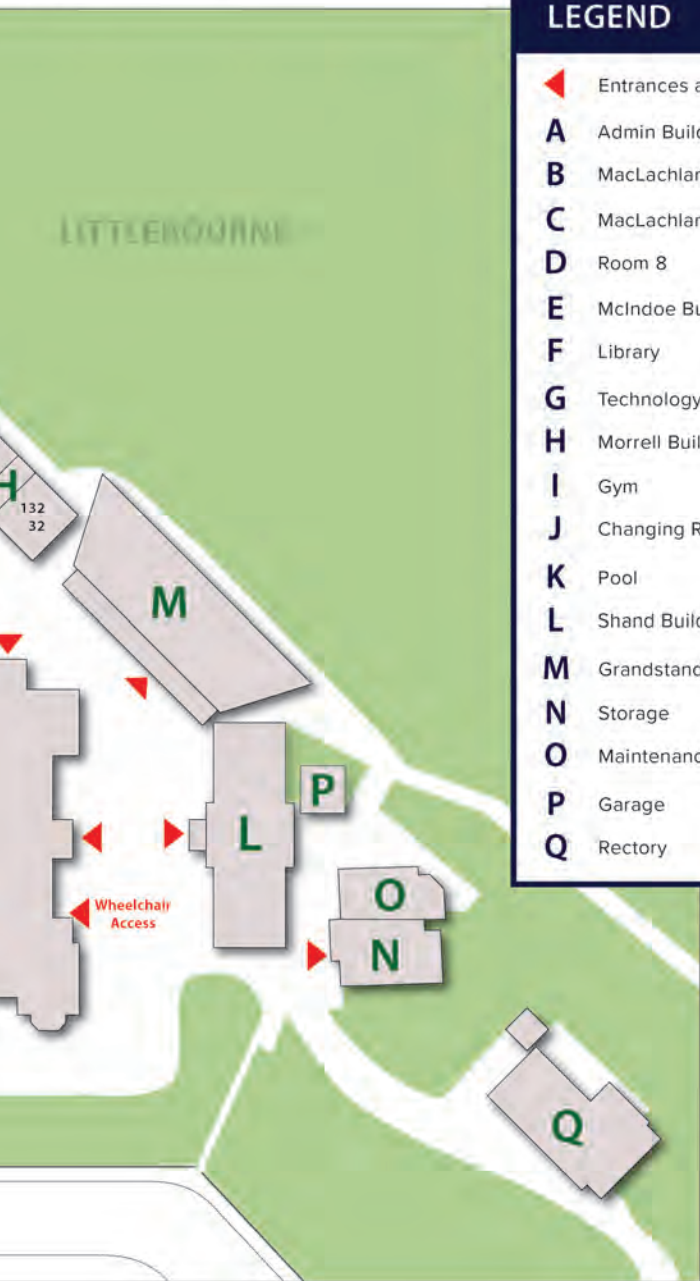 LEGEND
Entrances a
A Admin Build
B MacLachlan
C MacLachlan
D Room 8
E McIndoe Bu
F Library
G Technology
H Morrell Buil
I Gym
J Changing R
K Pool
L Shand Build
M Grandstand
N Storage
O Maintenanc
P Garage
Q Rectory
LITTLEBOURNE
H
132
32
M
P
L
O
Wheelchair
Access
N
Q